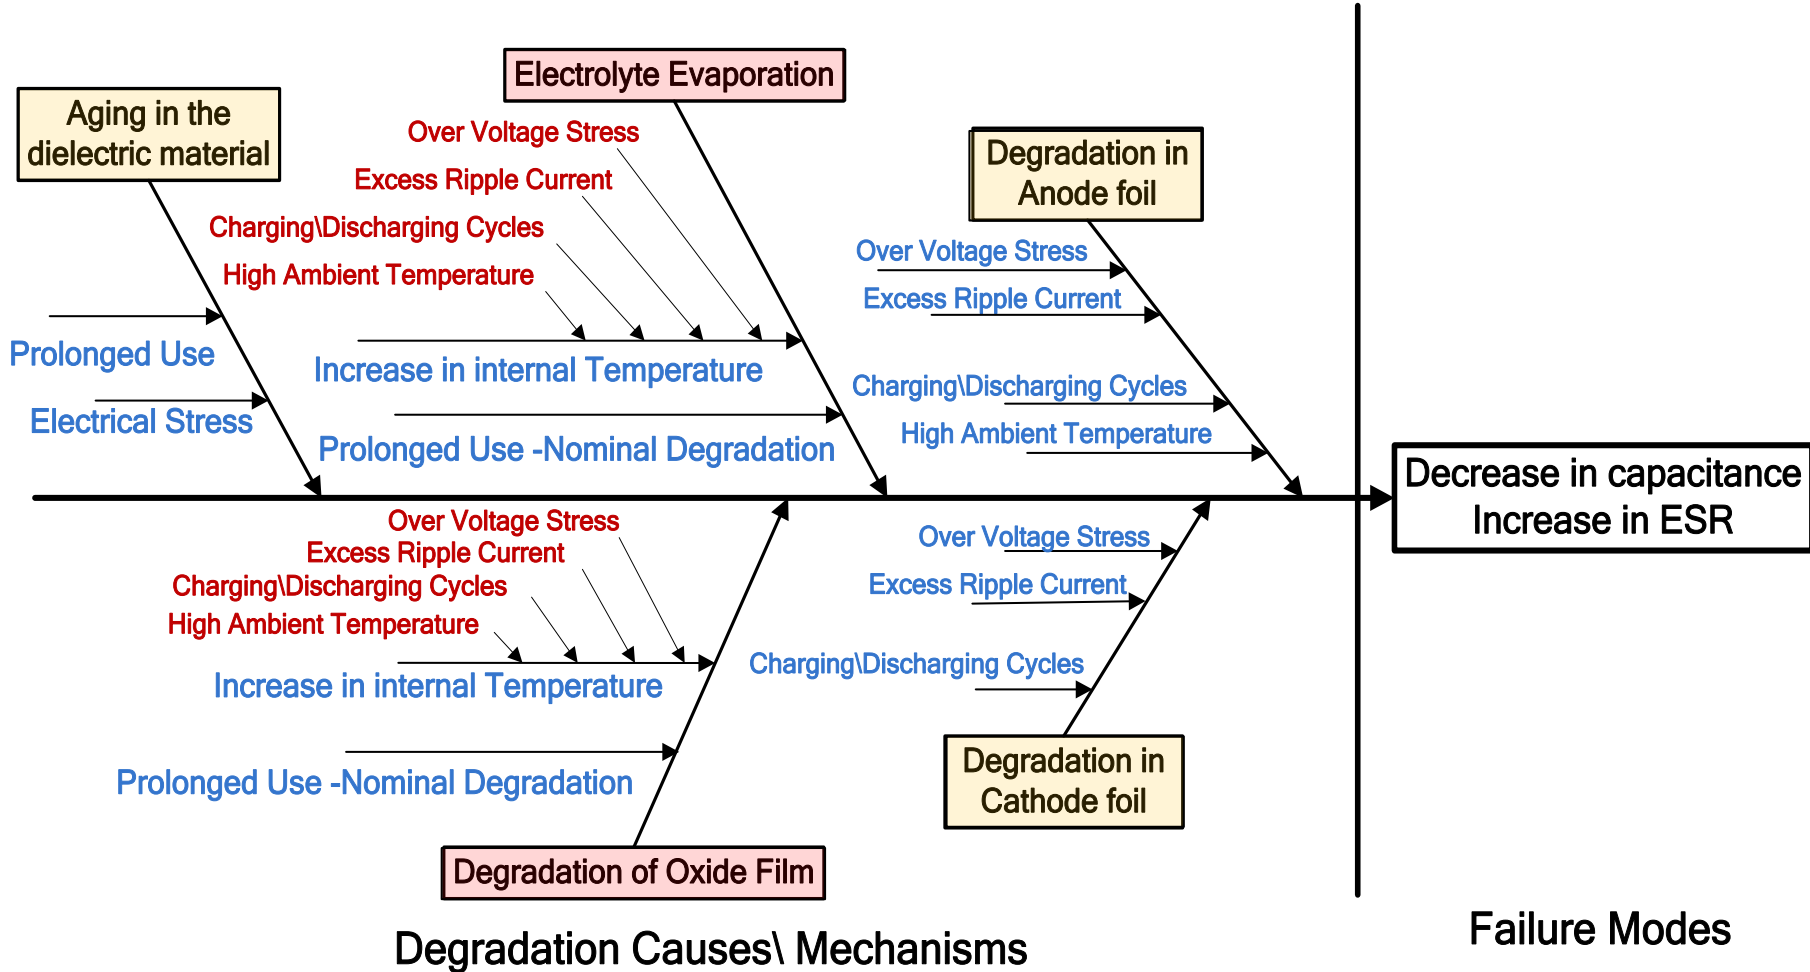 Electrolyte Evaporation
Aging in the
dielectric material
Over Voltage Stress
Excess Ripple Current
Charging\Discharging Cycles
High Ambient Temperature
Degradation in
Anode foil
Over Voltage Stress
Excess Ripple Current
Prolonged Use
Increase in internal Temperature
Charging\Discharging Cycles
Electrical Stress
Prolonged Use -Nominal Degradation
High Ambient Temperature
Decrease in capacitance
Increase in ESR
Over Voltage Stress
Excess Ripple Current
Charging\Discharging Cycles
High Ambient Temperature
Increase in internal Temperature
Prolonged Use -Nominal Degradation
Over Voltage Stress
Excess Ripple Current
Charging\Discharging Cycles
Degradation in
Cathode foil
Degradation of Oxide Film
Degradation Causes\ Mechanisms
Failure Modes